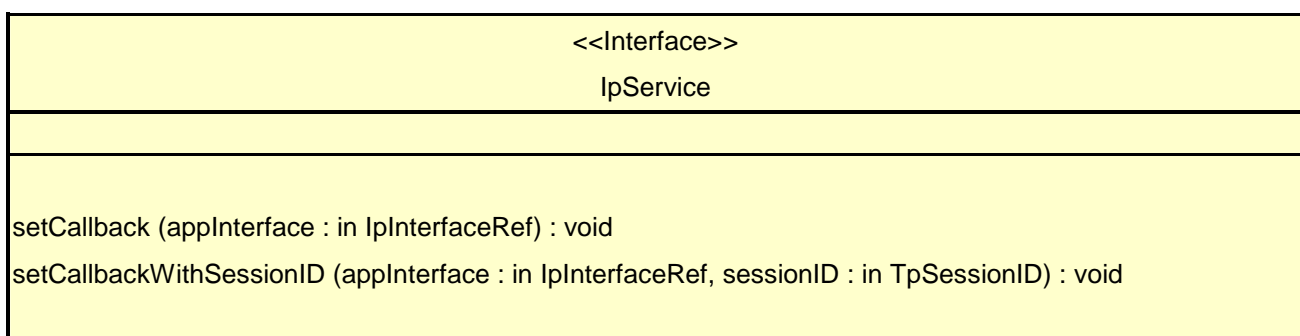 <<Interface>>
IpService
setCallback (appInterface : in IpInterfaceRef) : void
setCallbackWithSessionID (appInterface : in IpInterfaceRef, sessionID : in TpSessionID) : void